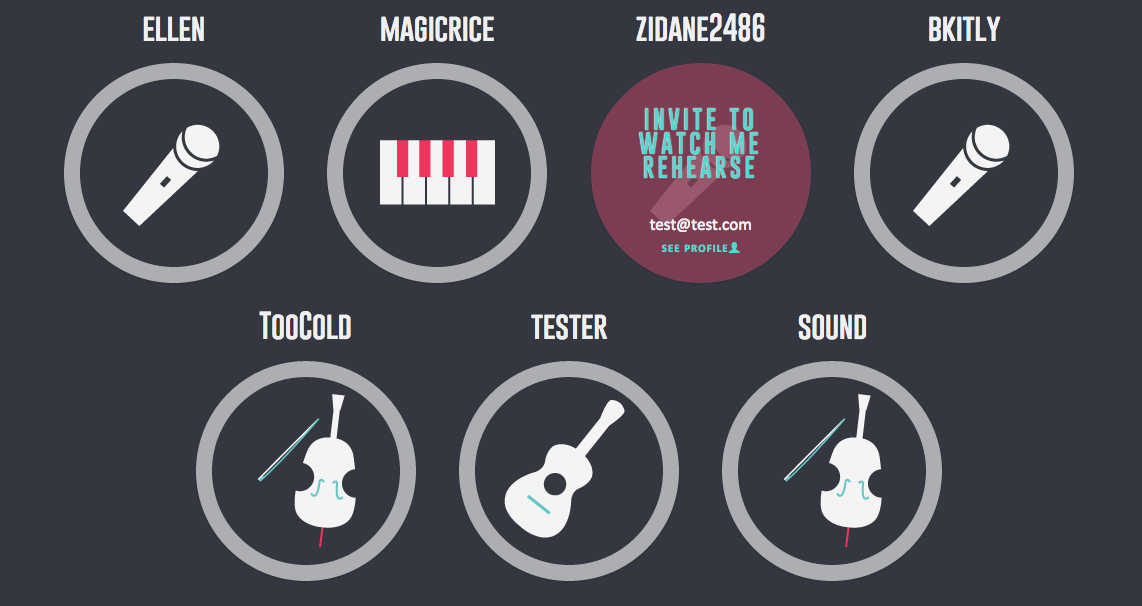 ELLEN
MAGICRICE
ZIDANE2486
BKITLY
INVITE TO
WATCH ME
REHEARSE
test@test.com
SEE PROFILE
TOOCOLD
TESTER
SOUND